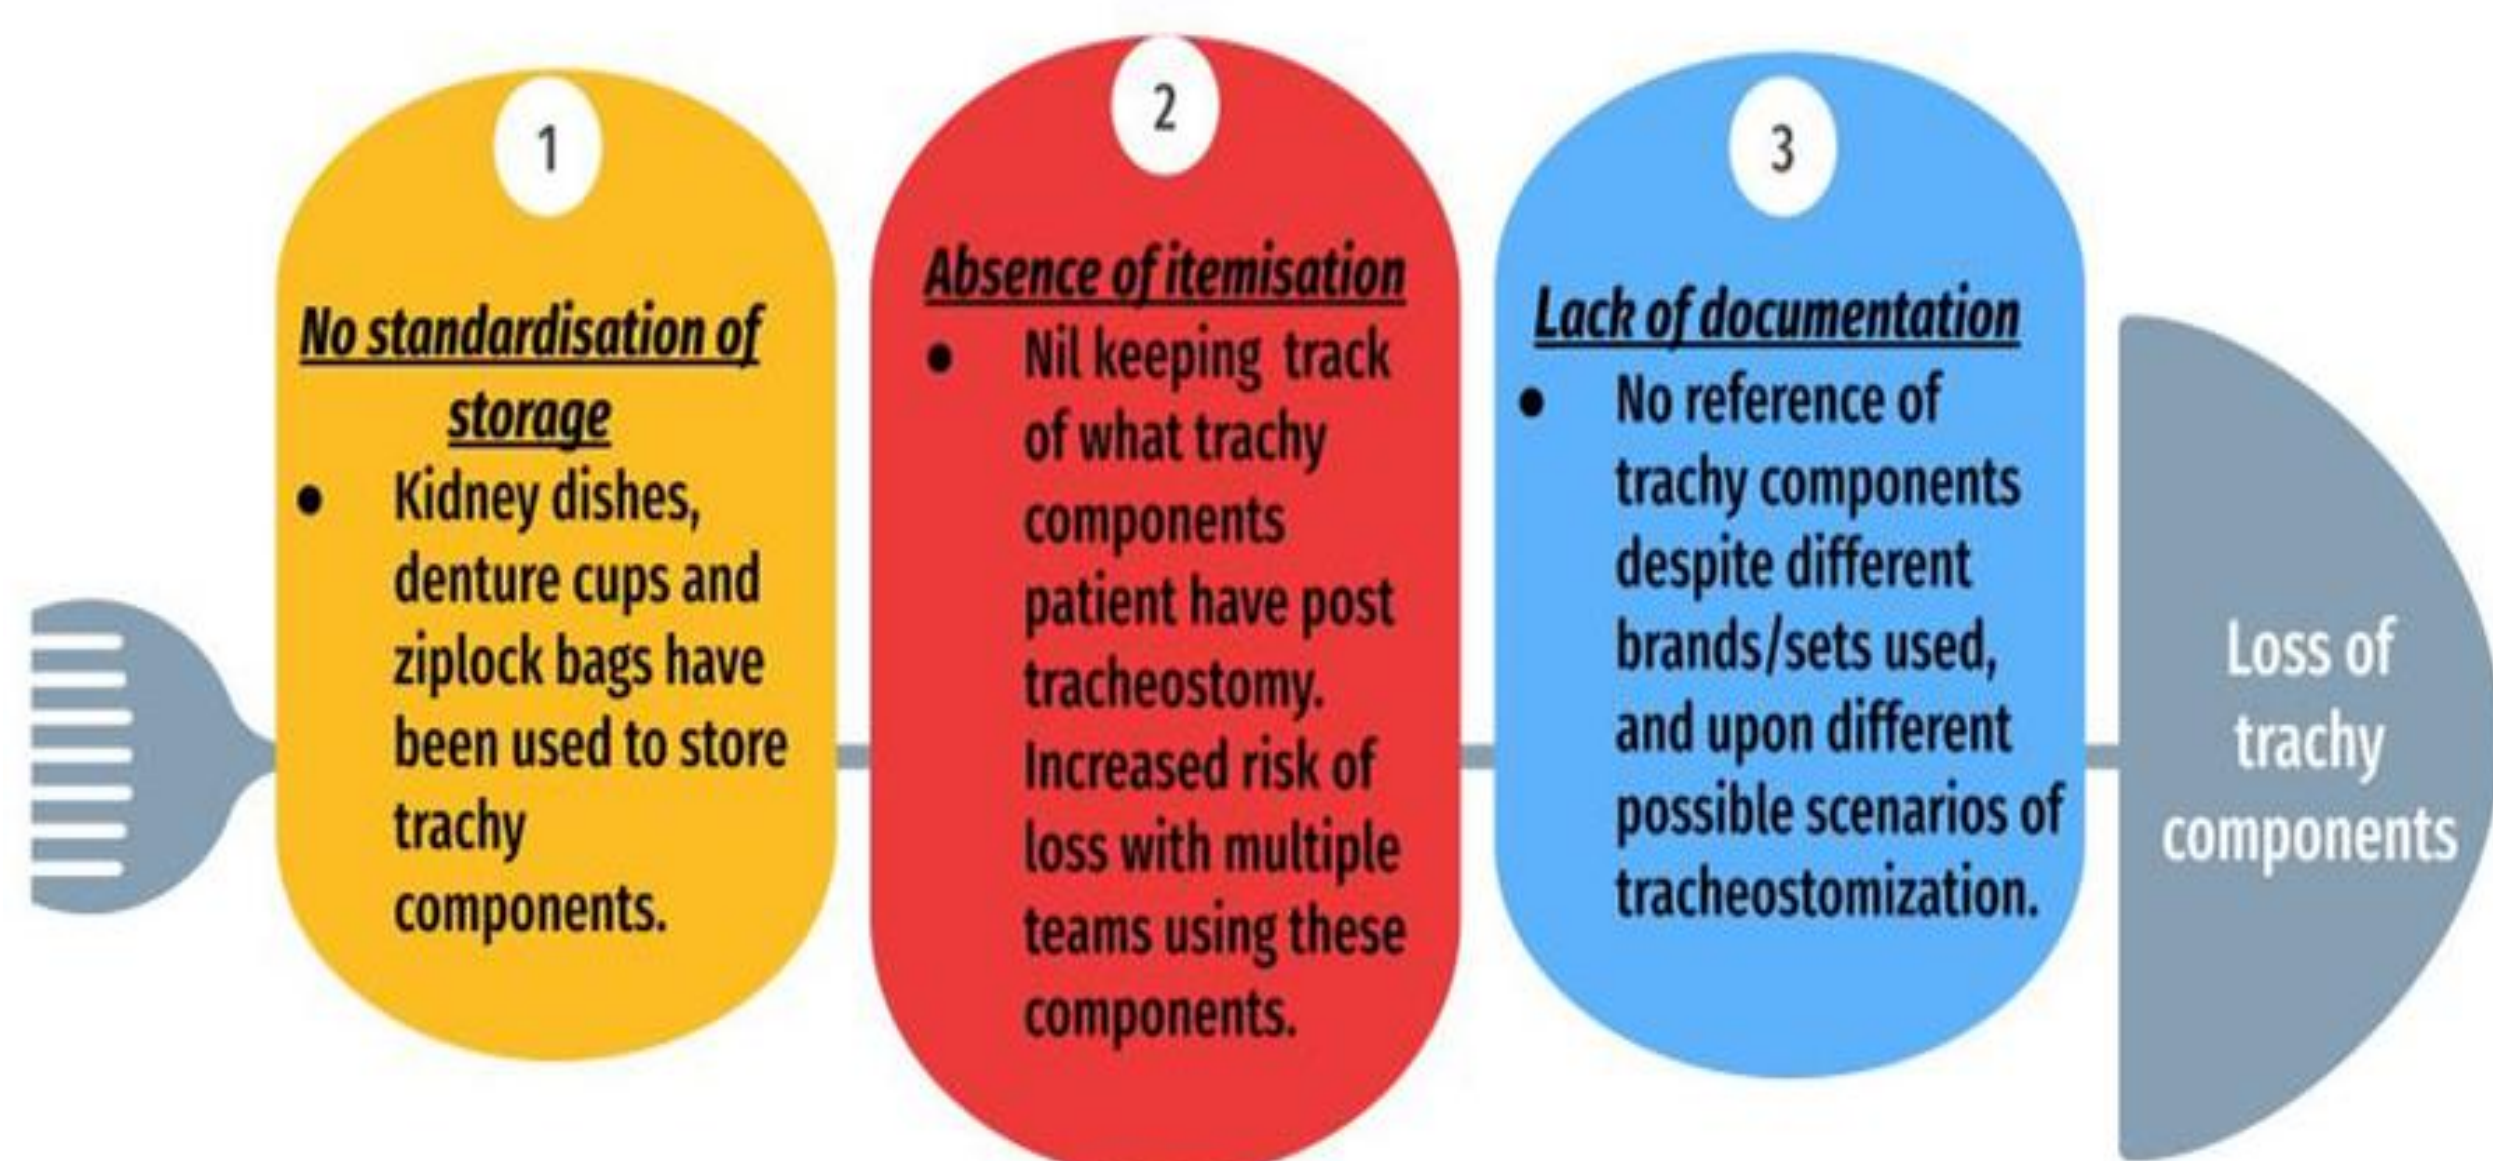 1
No standardisation of
storage
● Kidney dishes,
denture cups and
ziplock bags have
been used to store
trachy
components.
2
Absence of itemisation
● Nil keeping track
of what trachy
components
patient have post
tracheostomy.
Increased risk of
loss with multiple
teams using these
components.
3
Lack of documentation
● No reference of
trachy components
despite different
brands/sets used,
and upon different
possible scenarios of
tracheostomization.
Loss of
trachy
components